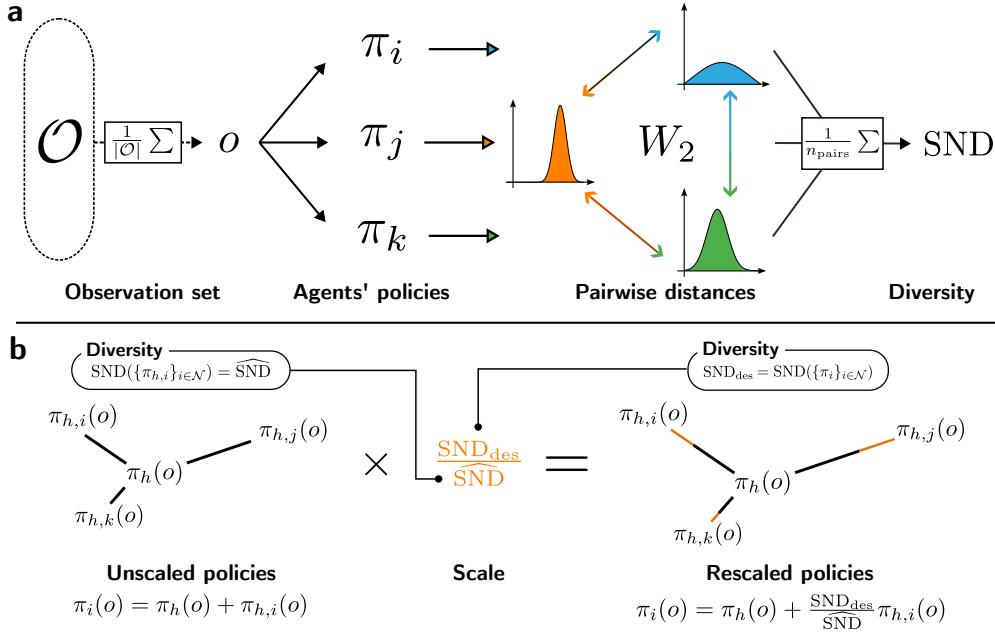 a
𝒪
1/|𝒪| ∑
o
π_i
π_j
π_k
W_2
1/n_pairs ∑
SND
Observation set
Agents' policies
Pairwise distances
Diversity
b
Diversity
SND({π_{h,i}}_{i∈𝒩}) = \widehat{SND}
Diversity
SND_des = SND({π_i}_{i∈𝒩})
π_{h,i}(o)
π_{h,j}(o)
π_h(o)
π_{h,k}(o)
×
SND_des
\widehat{SND}
=
π_{h,i}(o)
π_{h,j}(o)
π_h(o)
π_{h,k}(o)
Unscaled policies
Scale
Rescaled policies
π_i(o) = π_h(o) + π_{h,i}(o)
π_i(o) = π_h(o) + SND_des/\widehat{SND} π_{h,i}(o)